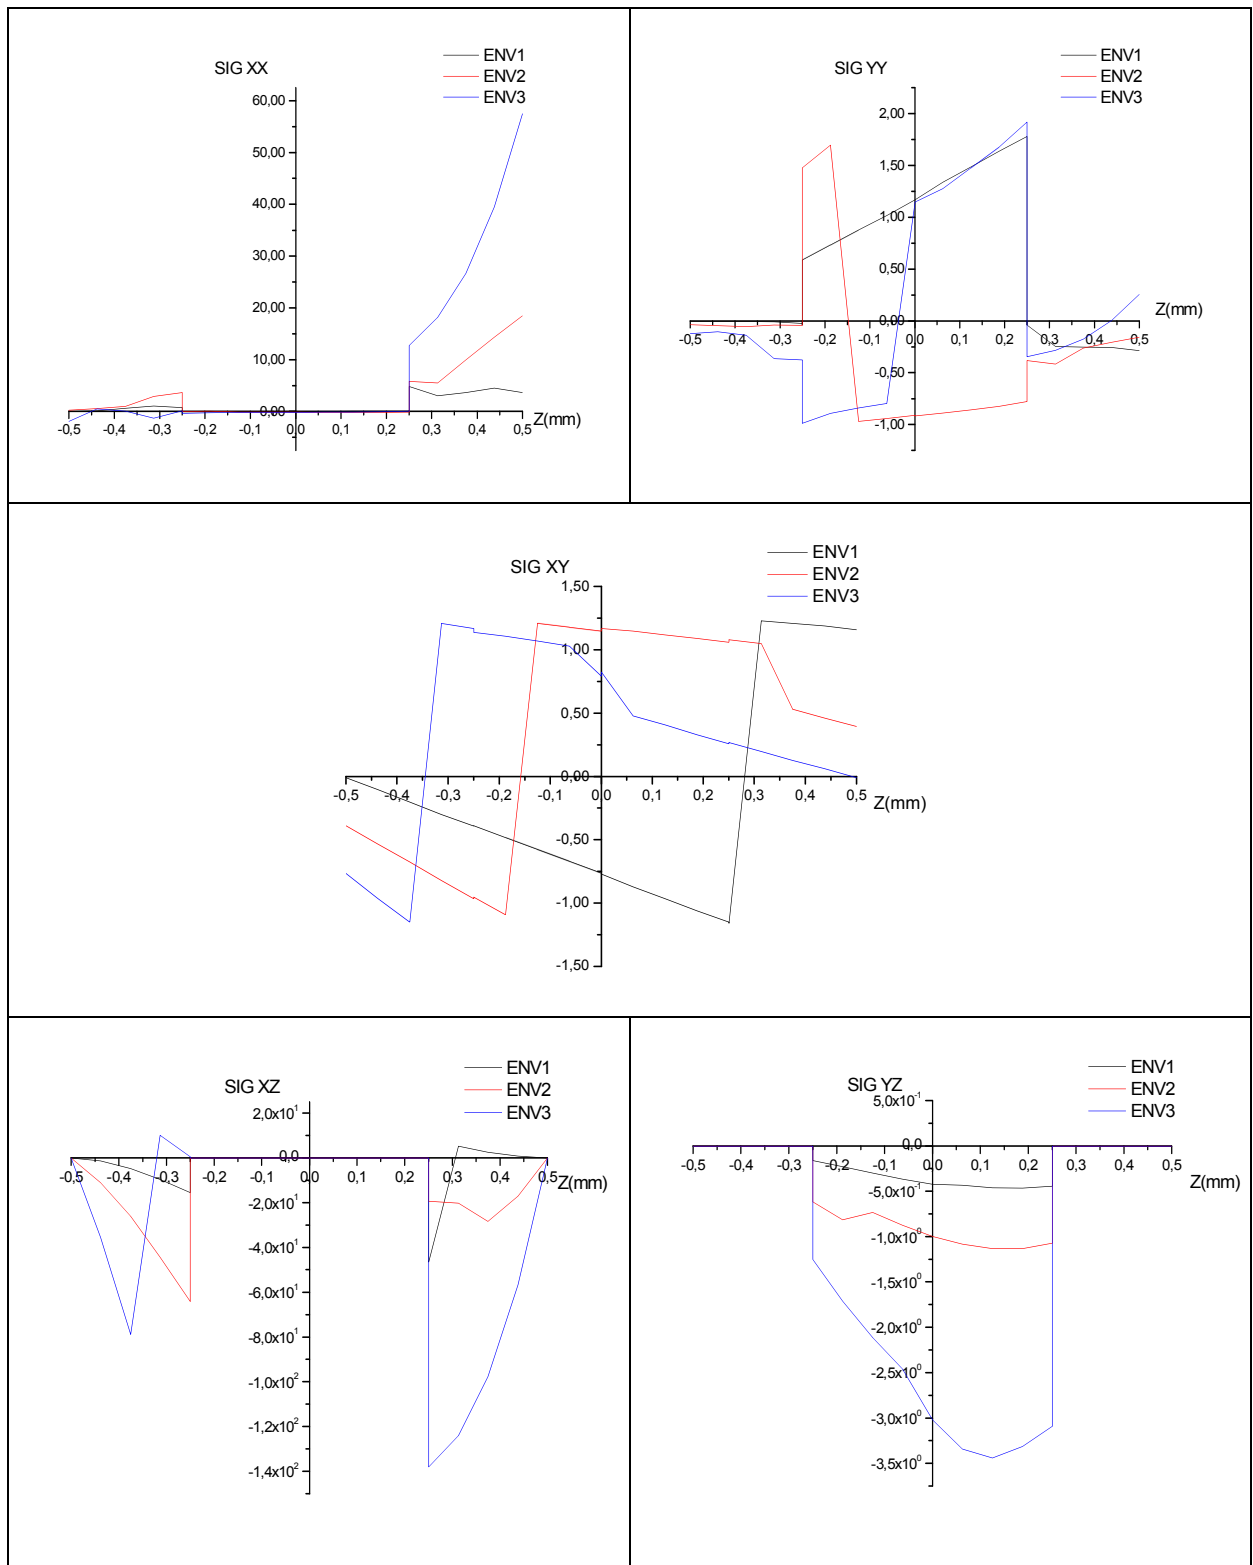 SIG XX
ENV1
ENV2
ENV3
60,00
50,00
40,00
30,00
20,00
10,00
0,00
-0,5 -0,4 -0,3 -0,2 -0,1 0,0 0,1 0,2 0,3 0,4 0,5
Z(mm)
SIG YY
ENV1
ENV2
ENV3
2,00
1,50
1,00
0,50
0,00
-0,50
-1,00
-0,5 -0,4 -0,3 -0,2 -0,1 0,0 0,1 0,2 0,3 0,4 0,5
Z(mm)
SIG XY
ENV1
ENV2
ENV3
1,50
1,00
0,50
0,00
-0,50
-1,00
-1,50
-0,5 -0,4 -0,3 -0,2 -0,1 0,0 0,1 0,2 0,3 0,4 0,5
Z(mm)
SIG XZ
ENV1
ENV2
ENV3
2,0x10¹
0,0
-2,0x10¹
-4,0x10¹
-6,0x10¹
-8,0x10¹
-1,0x10²
-1,2x10²
-1,4x10²
-0,5 -0,4 -0,3 -0,2 -0,1 0,0 0,1 0,2 0,3 0,4 0,5
Z(mm)
SIG YZ
ENV1
ENV2
ENV3
5,0x10⁻¹
0,0
-5,0x10⁻¹
-1,0x10⁰
-1,5x10⁰
-2,0x10⁰
-2,5x10⁰
-3,0x10⁰
-3,5x10⁰
-0,5 -0,4 -0,3 -0,2 -0,1 0,0 0,1 0,2 0,3 0,4 0,5
Z(mm)